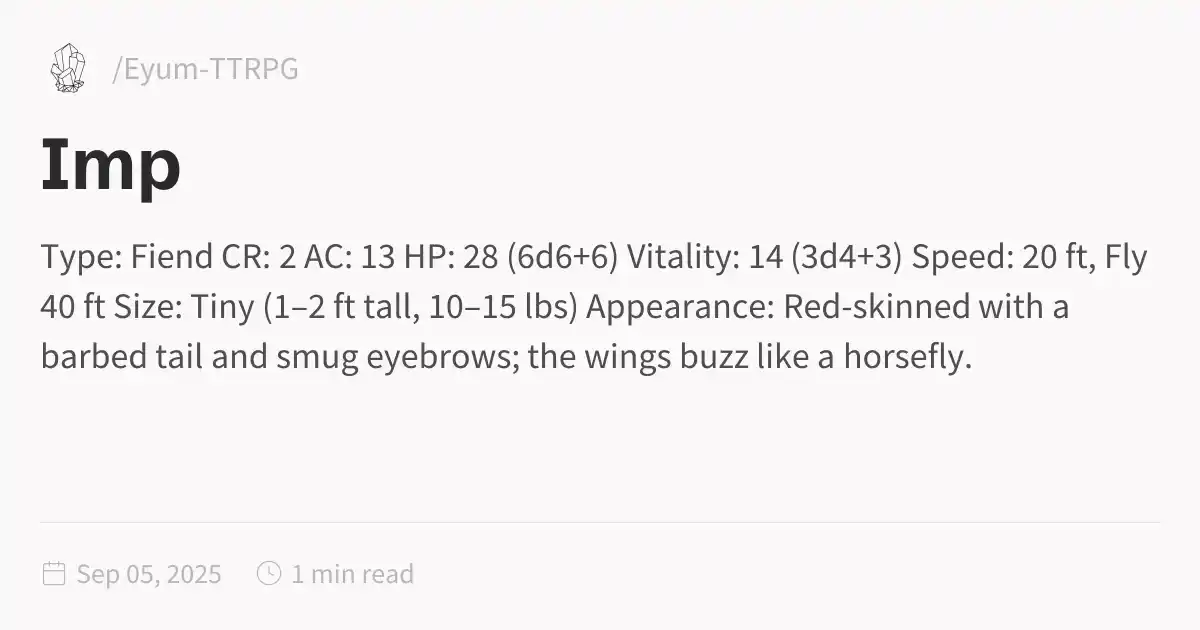 /Eyum-TTRPG
Imp
Type: Fiend CR: 2 AC: 13 HP: 28 (6d6+6) Vitality: 14 (3d4+3) Speed: 20 ft, Fly
40 ft Size: Tiny (1–2 ft tall, 10–15 lbs) Appearance: Red-skinned with a
barbed tail and smug eyebrows; the wings buzz like a horsefly.
Sep 05, 2025 1 min read